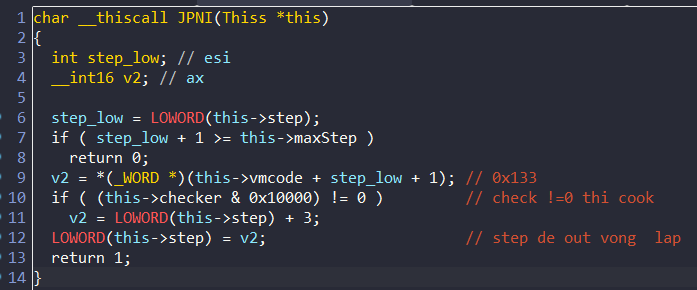 1 char __thiscall JPNI(Thiss *this)
2 {
3 int step_low; // esi
4 __int16 v2; // ax
5
6 step_low = LOWORD(this->step);
7 if ( step_low + 1 >= this->maxStep )
8 return 0;
9 v2 = *(_WORD *)(this->vmcode + step_low + 1); // 0x133
10 if ( (this->checker & 0x10000) != 0 ) // check !=0 thi cook
11 v2 = LOWORD(this->step) + 3;
12 LOWORD(this->step) = v2; // step de out vong lap
13 return 1;
14 }